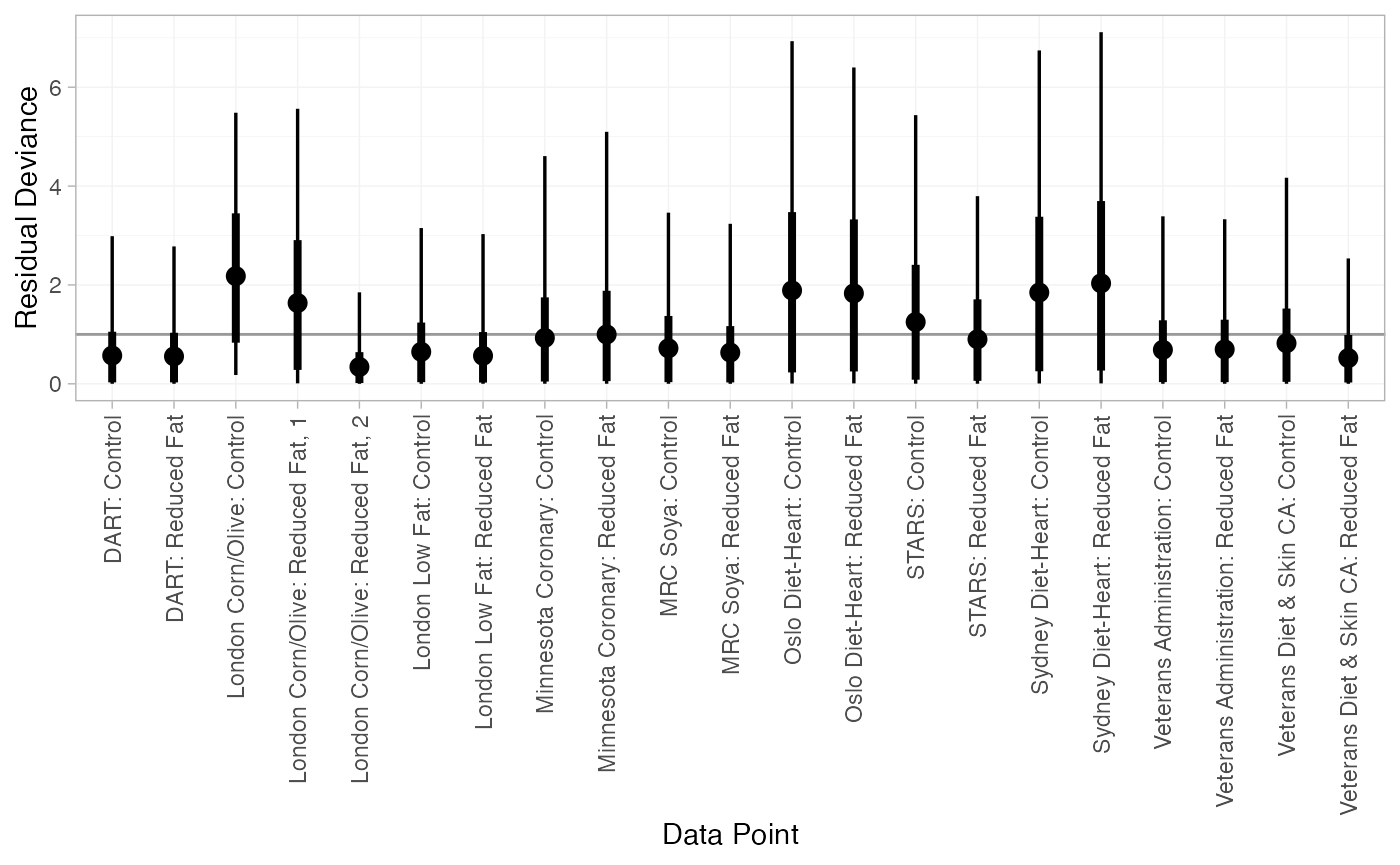 Residual Deviance
6
4
2
0
DART: Control
DART: Reduced Fat
London Corn/Olive: Control
London Corn/Olive: Reduced Fat, 1
London Corn/Olive: Reduced Fat, 2
London Low Fat: Control
London Low Fat: Reduced Fat
Minnesota Coronary: Control
Minnesota Coronary: Reduced Fat
MRC Soya: Control
MRC Soya: Reduced Fat
Oslo Diet-Heart: Control
Oslo Diet-Heart: Reduced Fat
STARS: Control
STARS: Reduced Fat
Sydney Diet-Heart: Control
Sydney Diet-Heart: Reduced Fat
Veterans Administration: Control
Veterans Administration: Reduced Fat
Veterans Diet & Skin CA: Control
Veterans Diet & Skin CA: Reduced Fat
Data Point